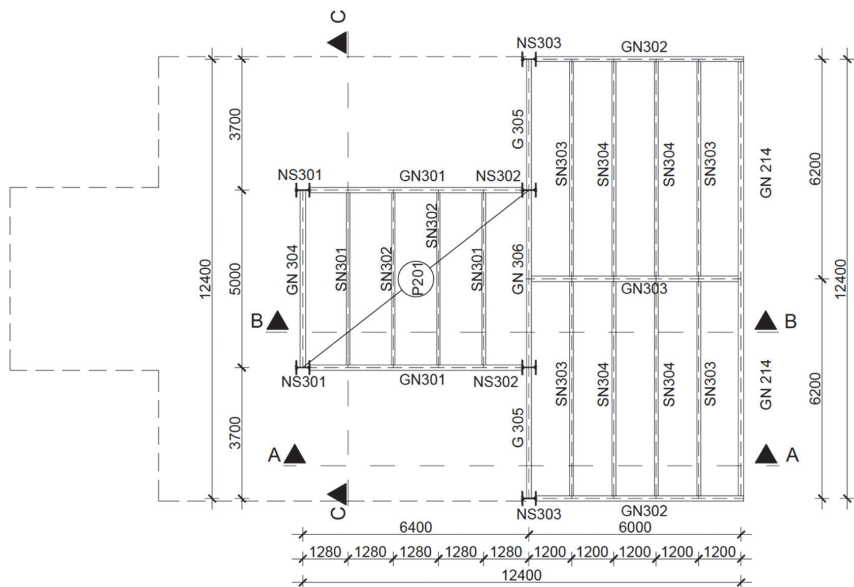 C
NS303
GN302
3700
G 305
SN303
SN304
SN304
SN303
GN 214
6200
NS301
GN301
NS302
12400
5000
GN 304
SN301
SN302
SN302
SN301
P201
GN 306
GN303
12400
B
B
NS301
GN301
NS302
3700
G 305
SN303
SN304
SN304
SN303
GN 214
6200
A
A
C
NS303
GN302
6400
6000
1280
1280
1280
1280
1280
1200
1200
1200
1200
1200
12400